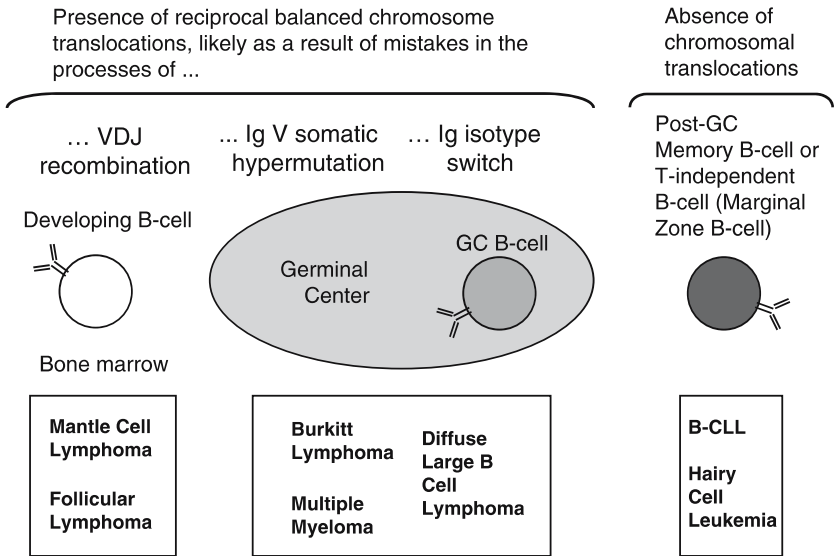 Presence of reciprocal balanced chromosome
translocations, likely as a result of mistakes in the
processes of ...
Absence of
chromosomal
translocations
... VDJ
recombination
... Ig V somatic
hypermutation
... Ig isotype
switch
Post-GC
Memory B-cell or
T-independent
B-cell (Marginal
Zone B-cell)
Developing B-cell
Germinal
Center
GC B-cell
Bone marrow
Mantle Cell
Lymphoma
Follicular
Lymphoma
Burkitt
Lymphoma
Multiple
Myeloma
Diffuse
Large B
Cell
Lymphoma
B-CLL
Hairy
Cell
Leukemia